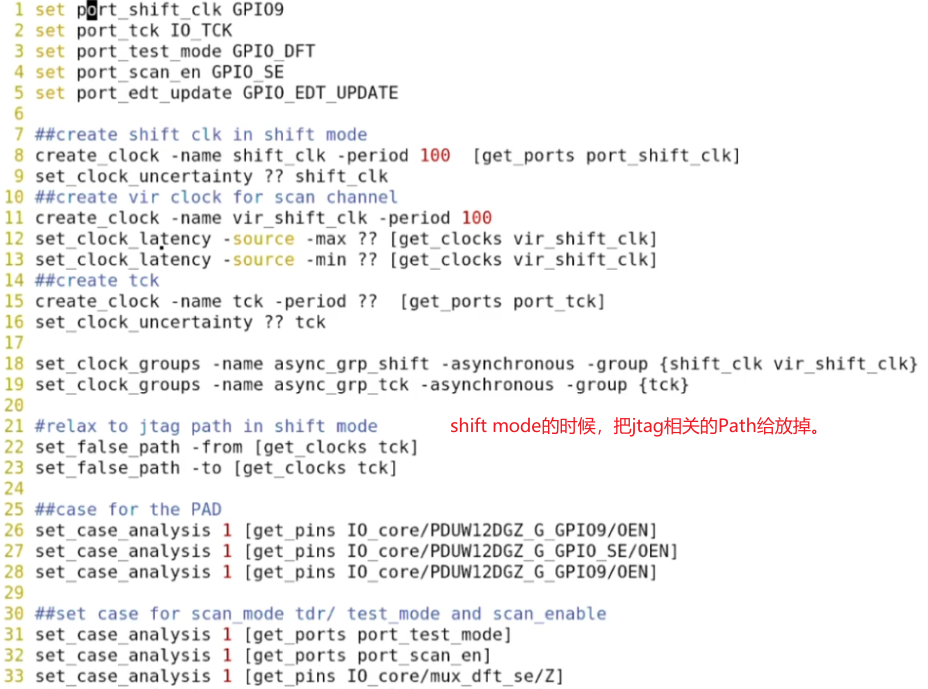 1 set port_shift_clk GPIO9
2 set port_tck IO_TCK
3 set port_test_mode GPIO_DFT
4 set port_scan_en GPIO_SE
5 set port_edt_update GPIO_EDT_UPDATE
6
7 ##create shift clk in shift mode
8 create_clock -name shift_clk -period 100  [get_ports port_shift_clk]
9 set_clock_uncertainty ?? shift_clk
10 ##create vir clock for scan channel
11 create_clock -name vir_shift_clk -period 100
12 set_clock_latency -source -max ?? [get_clocks vir_shift_clk]
13 set_clock_latency -source -min ?? [get_clocks vir_shift_clk]
14 ##create tck
15 create_clock -name tck -period ??  [get_ports port_tck]
16 set_clock_uncertainty ?? tck
17
18 set_clock_groups -name async_grp_shift -asynchronous -group {shift_clk vir_shift_clk}
19 set_clock_groups -name async_grp_tck -asynchronous -group {tck}
20
21 #relax to jtag path in shift mode shift mode的时候，把jtag相关的Path给放掉。
22 set_false_path -from [get_clocks tck]
23 set_false_path -to [get_clocks tck]
24
25 ##case for the PAD
26 set_case_analysis 1 [get_pins IO_core/PDUW12DGZ_G_GPIO9/OEN]
27 set_case_analysis 1 [get_pins IO_core/PDUW12DGZ_G_GPIO_SE/OEN]
28 set_case_analysis 1 [get_pins IO_core/PDUW12DGZ_G_GPIO9/OEN]
29
30 ##set case for scan_mode tdr/ test_mode and scan_enable
31 set_case_analysis 1 [get_ports port_test_mode]
32 set_case_analysis 1 [get_ports port_scan_en]
33 set_case_analysis 1 [get_pins IO_core/mux_dft_se/Z]